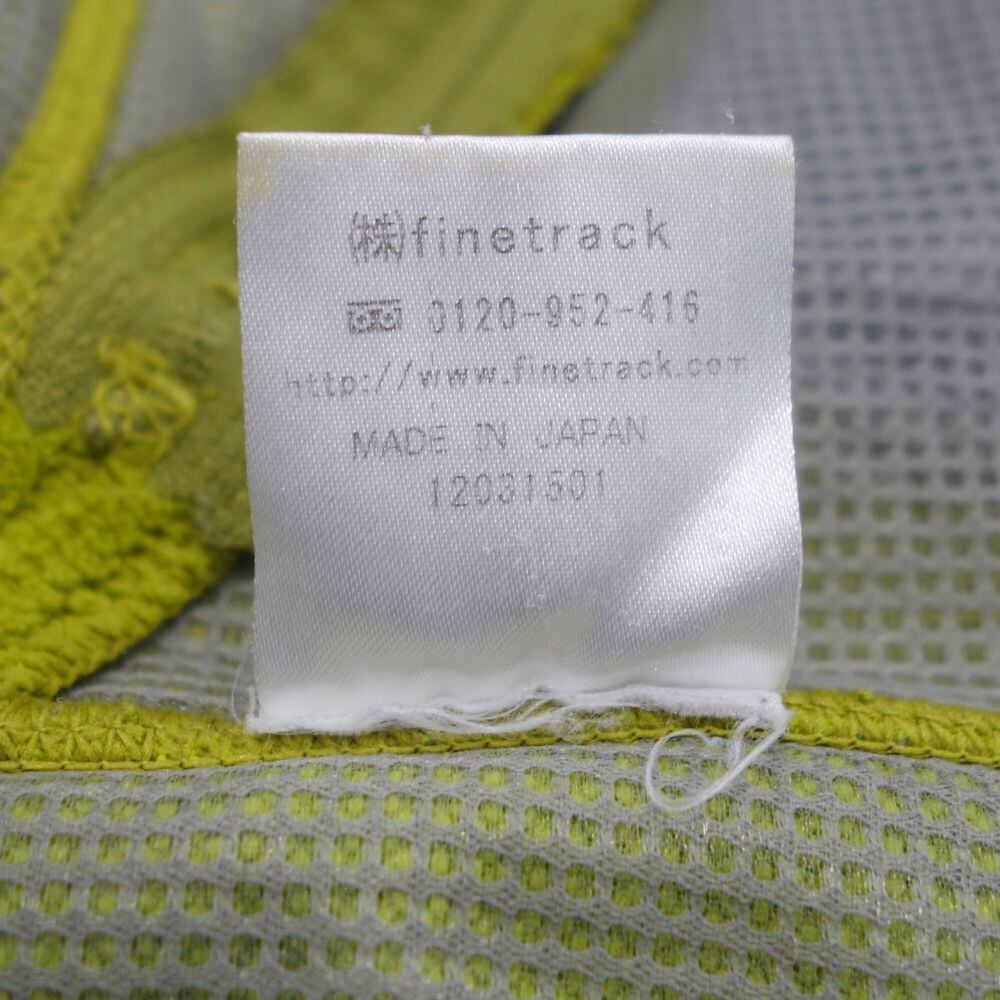 ㈱finetrack
0120-952-416
http://www.finetrack.com
MADE IN JAPAN
12031501